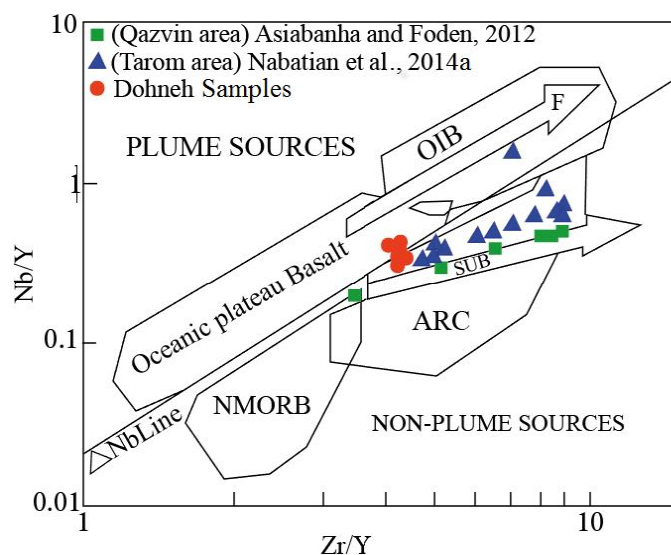 10
(Qazvin area) Asiabanha and Foden, 2012
(Tarom area) Nabatian et al., 2014a
Dohneh Samples
F
OIB
PLUME SOURCES
1
Nb/Y
Oceanic plateau Basalt
SUB
ARC
0.1
NMORB
△NbLine
NON-PLUME SOURCES
0.01
1
10
Zr/Y